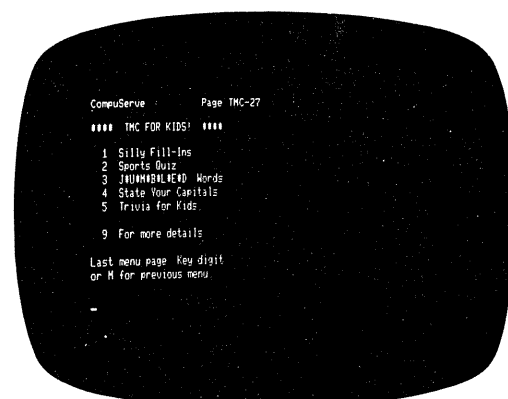 CompuServe Page TMC-27
**** TMC FOR KIDS! ****
1 Silly Fill-Ins
2 Sports Quiz
3 J*U*M*B*L*E*D Words
4 State Your Capitals
5 Trivia for Kids
9 For more details
Last menu page Key digit
or M for previous menu